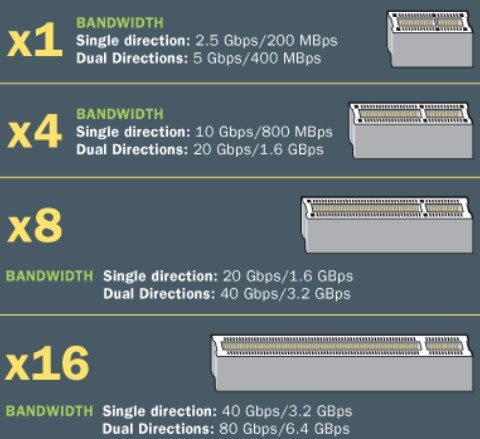 x1
BANDWIDTH
Single direction: 2.5 Gbps/200 MBps
Dual Directions: 5 Gbps/400 MBps
x4
BANDWIDTH
Single direction: 10 Gbps/800 MBps
Dual Directions: 20 Gbps/1.6 GBps
x8
BANDWIDTH Single direction: 20 Gbps/1.6 GBps
Dual Directions: 40 Gbps/3.2 GBps
x16
BANDWIDTH Single direction: 40 Gbps/3.2 GBps
Dual Directions: 80 Gbps/6.4 GBps